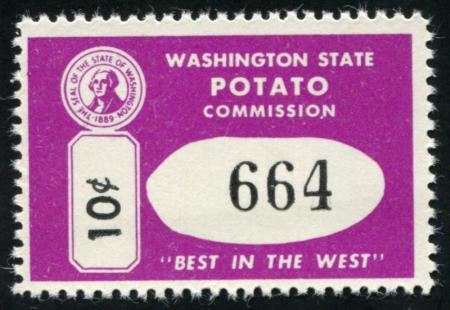 WASHINGTON STATE
POTATO
COMMISSION
THE SEAL OF THE STATE OF WASHINGTON
1889
10¢
664
"BEST IN THE WEST"